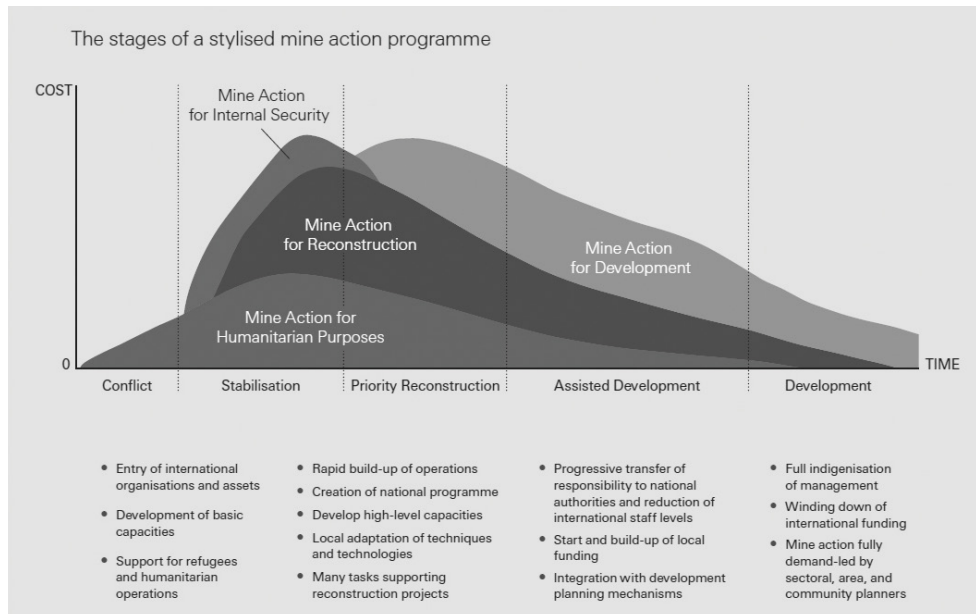 The stages of a stylised mine action programme
COST
Mine Action
for Internal Security
Mine Action
for Reconstruction
Mine Action
for Development
Mine Action for
Humanitarian Purposes
0
TIME
Conflict
Stabilisation
Priority Reconstruction
Assisted Development
Development
• Entry of international
organisations and assets
• Development of basic
capacities
• Support for refugees
and humanitarian
operations
• Rapid build-up of operations
• Creation of national programme
• Develop high-level capacities
• Local adaptation of techniques
and technologies
• Many tasks supporting
reconstruction projects
• Progressive transfer of
responsibility to national
authorities and reduction of
international staff levels
• Start and build-up of local
funding
• Integration with development
planning mechanisms
• Full indigenisation
of management
• Winding down of
international funding
• Mine action fully
demand-led by
sectoral, area, and
community planners